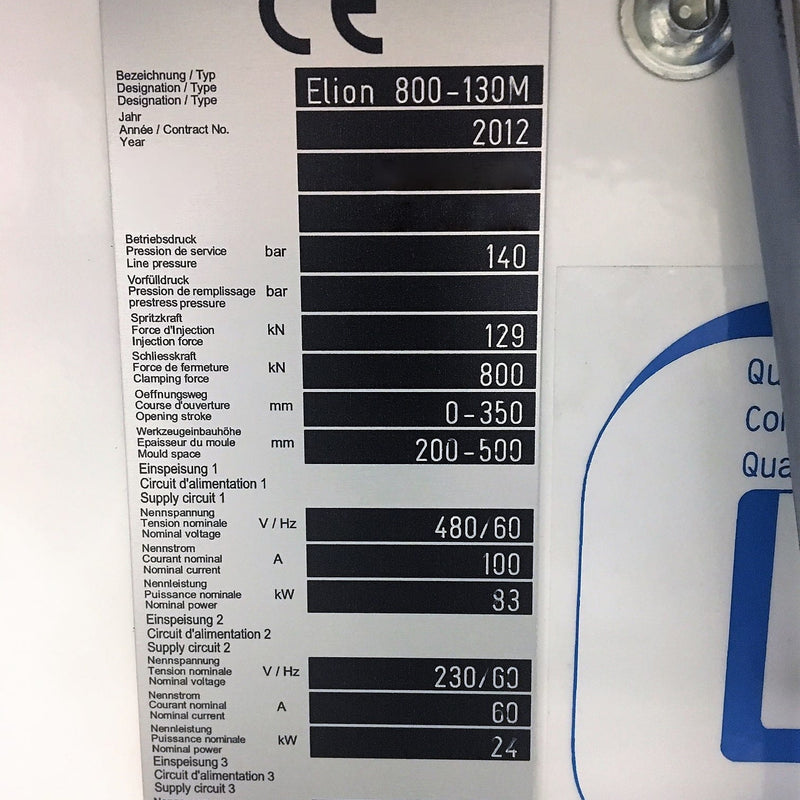 CE
Bezeichnung / Typ
Designation / Type
Designation / Type
Elion 800-130M
Jahr
Année / Contract No.
Year
2012
Betriebsdruck
Pression de service
Line pressure
bar
140
Vorfülldruck
Pression de remplissage
prestress pressure
bar
Spritzkraft
Force d'Injection
Injection force
kN
129
Schliesskraft
Force de fermeture
Clamping force
kN
800
Oeffnungsweg
Course d'ouverture
Opening stroke
mm
0-350
Werkzeugeinbauhöhe
Epaisseur du moule
Mould space
mm
200-500
Einspeisung 1
Circuit d'alimentation 1
Supply circuit 1
Nennspannung
Tension nominale
Nominal voltage
V / Hz
480/60
Nennstrom
Courant nominal
Nominal current
A
100
Nennleistung
Puissance nominale
Nominal power
kW
83
Einspeisung 2
Circuit d'alimentation 2
Supply circuit 2
Nennspannung
Tension nominale
Nominal voltage
V / Hz
230/60
Nennstrom
Courant nominal
Nominal current
A
60
Nennleistung
Puissance nominale
Nominal power
kW
24
Einspeisung 3
Circuit d'alimentation 3
Supply circuit 3